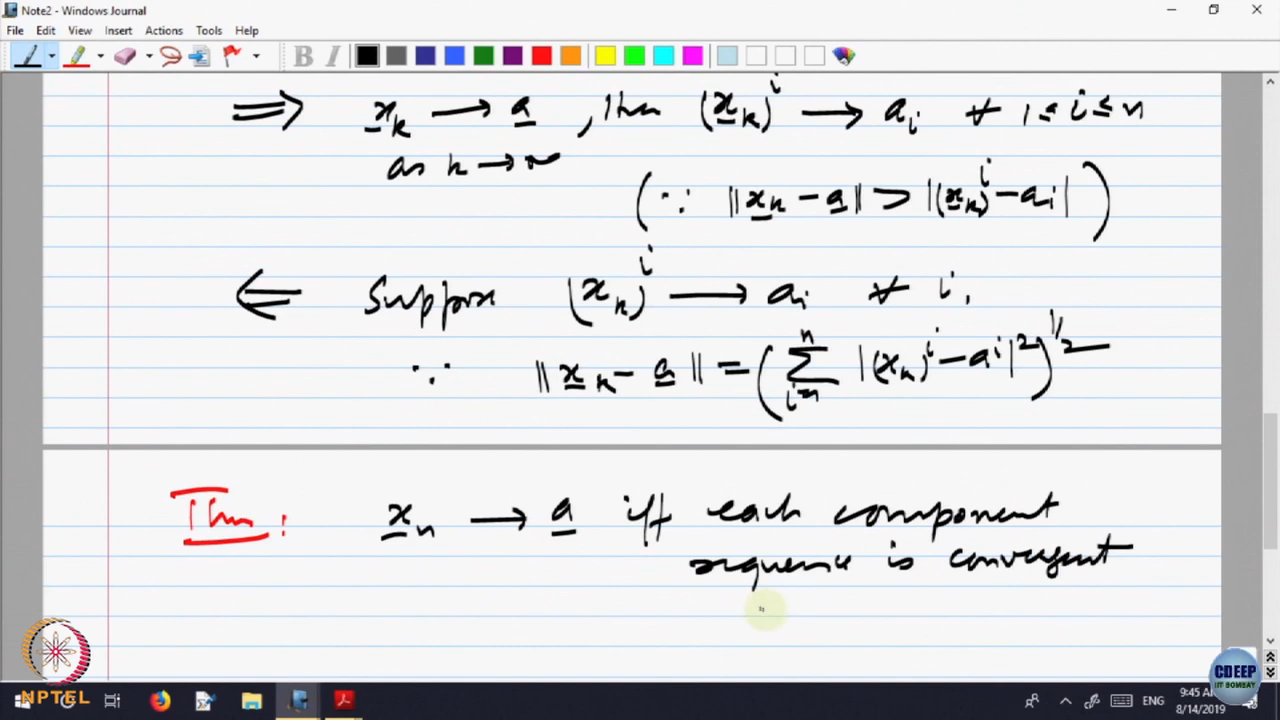 Note2 - Windows Journal
File Edit View Insert Actions Tools Help
B I
⟹ x_k → a, then (x_k)^i → a_i ∀ 1 ≤ i ≤ n
as k → ∞
(∵ ||x_k - a|| > |(x_k)^i - a_i|)
⟸ Suppose (x_k)^i → a_i ∀ i.
∵ ||x_k - a|| = (∑_{i=1}^{n} |(x_k)^i - a_i|^2)^{1/2}
Thm: x_n → a iff each component
sequence is convergent
NPTEL
CDEEP
IIT BOMBAY
ENG
9:45 A
8/14/2019